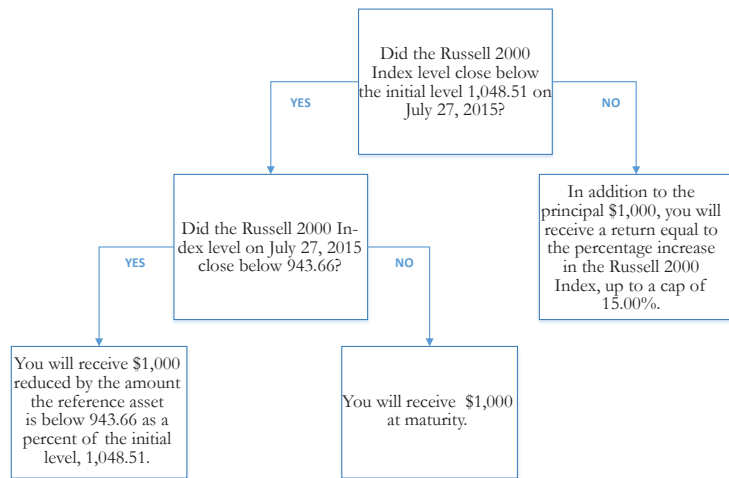 Did the Russell 2000
Index level close below
the initial level 1,048.51 on
July 27, 2015?
YES
NO
Did the Russell 2000 In-
dex level on July 27, 2015
close below 943.66?
In addition to the
principal $1,000, you will
receive a return equal to
the percentage increase
in the Russell 2000
Index, up to a cap of
15.00%.
YES
NO
You will receive $1,000
reduced by the amount
the reference asset
is below 943.66 as a
percent of the initial
level, 1,048.51.
You will receive $1,000
at maturity.